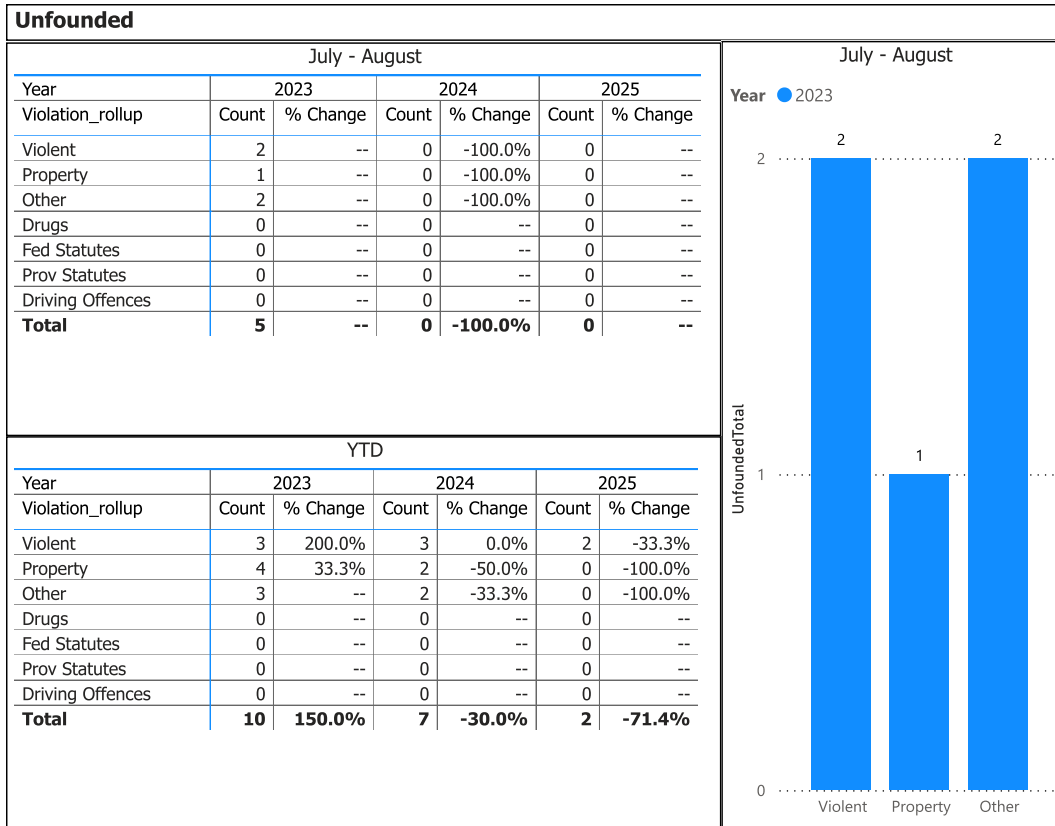 Unfounded
July - August
Year 2023 2024 2025
Violation_rollup Count % Change Count % Change Count % Change
Violent 2 -- 0 -100.0% 0 --
Property 1 -- 0 -100.0% 0 --
Other 2 -- 0 -100.0% 0 --
Drugs 0 -- 0 -- 0 --
Fed Statutes 0 -- 0 -- 0 --
Prov Statutes 0 -- 0 -- 0 --
Driving Offences 0 -- 0 -- 0 --
Total 5 -- 0 -100.0% 0 --
YTD
Year 2023 2024 2025
Violation_rollup Count % Change Count % Change Count % Change
Violent 3 200.0% 3 0.0% 2 -33.3%
Property 4 33.3% 2 -50.0% 0 -100.0%
Other 3 -- 2 -33.3% 0 -100.0%
Drugs 0 -- 0 -- 0 --
Fed Statutes 0 -- 0 -- 0 --
Prov Statutes 0 -- 0 -- 0 --
Driving Offences 0 -- 0 -- 0 --
Total 10 150.0% 7 -30.0% 2 -71.4%
July - August
Year 2023
2 2
2
1
1
0
UnfoundedTotal
Violent Property Other